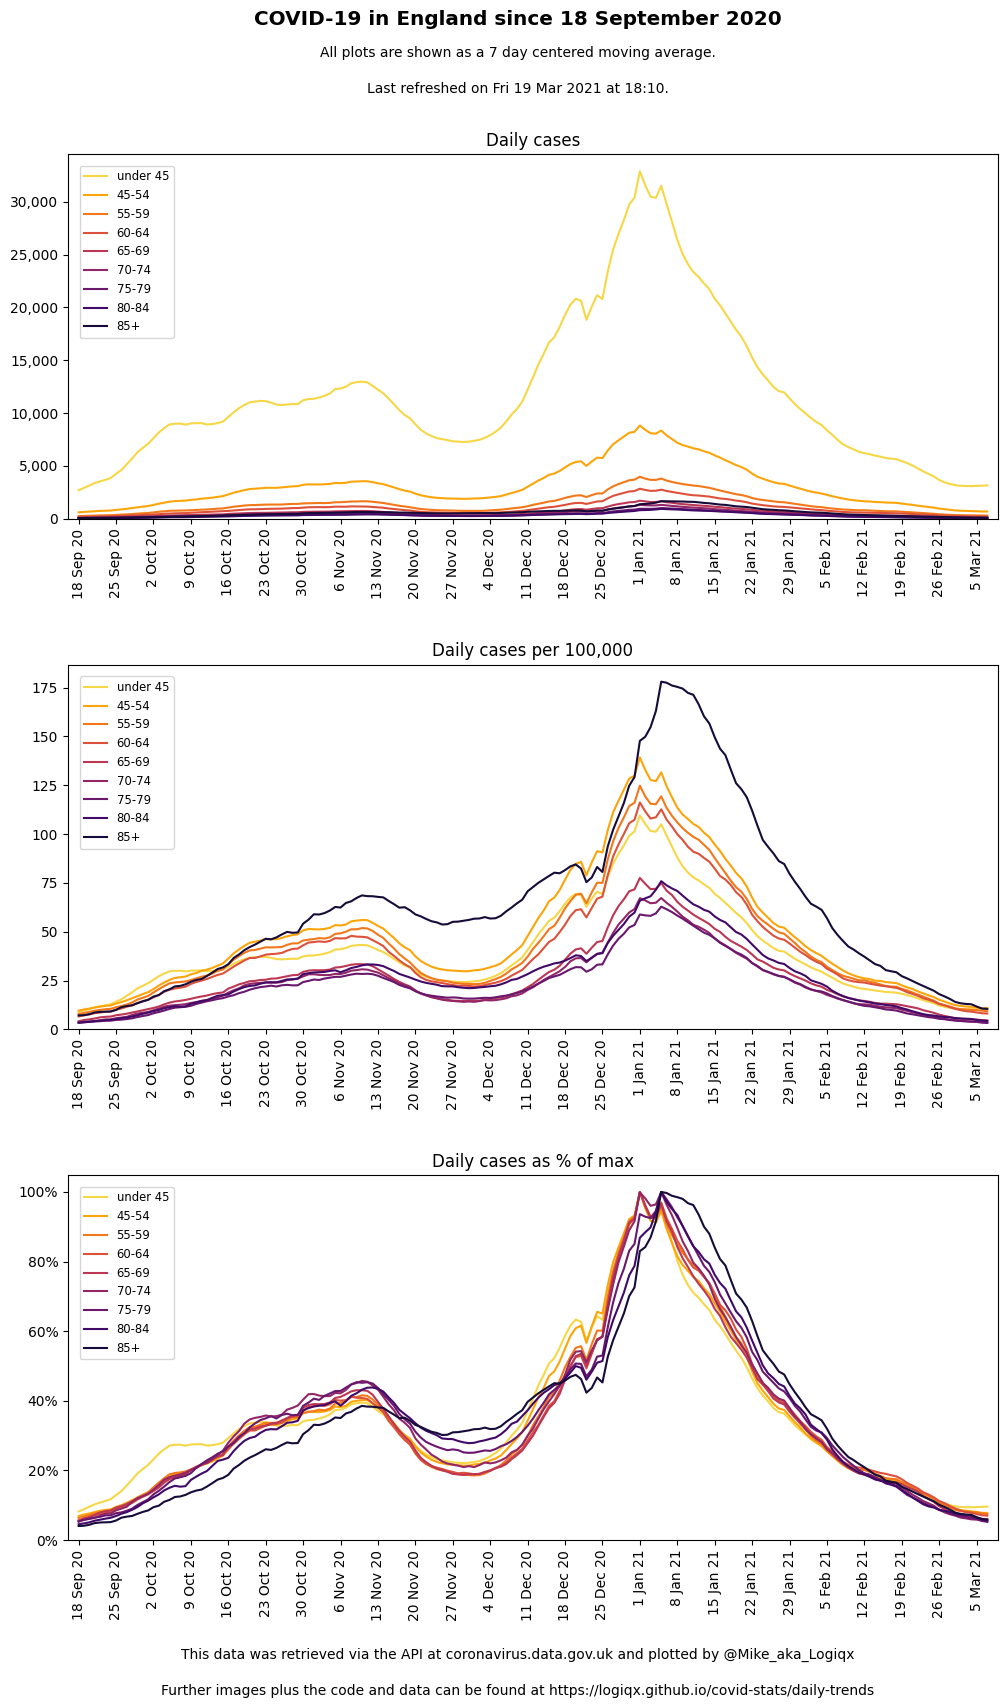 COVID-19 in England since 18 September 2020
All plots are shown as a 7 day centered moving average.
Last refreshed on Fri 19 Mar 2021 at 18:10.
Daily cases
under 45
45-54
55-59
60-64
65-69
70-74
75-79
80-84
85+
30,000
25,000
20,000
15,000
10,000
5,000
0
18 Sep 20
25 Sep 20
2 Oct 20
9 Oct 20
16 Oct 20
23 Oct 20
30 Oct 20
6 Nov 20
13 Nov 20
20 Nov 20
27 Nov 20
4 Dec 20
11 Dec 20
18 Dec 20
25 Dec 20
1 Jan 21
8 Jan 21
15 Jan 21
22 Jan 21
29 Jan 21
5 Feb 21
12 Feb 21
19 Feb 21
26 Feb 21
5 Mar 21
Daily cases per 100,000
under 45
45-54
55-59
60-64
65-69
70-74
75-79
80-84
85+
175
150
125
100
75
50
25
0
18 Sep 20
25 Sep 20
2 Oct 20
9 Oct 20
16 Oct 20
23 Oct 20
30 Oct 20
6 Nov 20
13 Nov 20
20 Nov 20
27 Nov 20
4 Dec 20
11 Dec 20
18 Dec 20
25 Dec 20
1 Jan 21
8 Jan 21
15 Jan 21
22 Jan 21
29 Jan 21
5 Feb 21
12 Feb 21
19 Feb 21
26 Feb 21
5 Mar 21
Daily cases as % of max
under 45
45-54
55-59
60-64
65-69
70-74
75-79
80-84
85+
100%
80%
60%
40%
20%
0%
18 Sep 20
25 Sep 20
2 Oct 20
9 Oct 20
16 Oct 20
23 Oct 20
30 Oct 20
6 Nov 20
13 Nov 20
20 Nov 20
27 Nov 20
4 Dec 20
11 Dec 20
18 Dec 20
25 Dec 20
1 Jan 21
8 Jan 21
15 Jan 21
22 Jan 21
29 Jan 21
5 Feb 21
12 Feb 21
19 Feb 21
26 Feb 21
5 Mar 21
This data was retrieved via the API at coronavirus.data.gov.uk and plotted by @Mike_aka_Logiqx
Further images plus the code and data can be found at https://logiqx.github.io/covid-stats/daily-trends